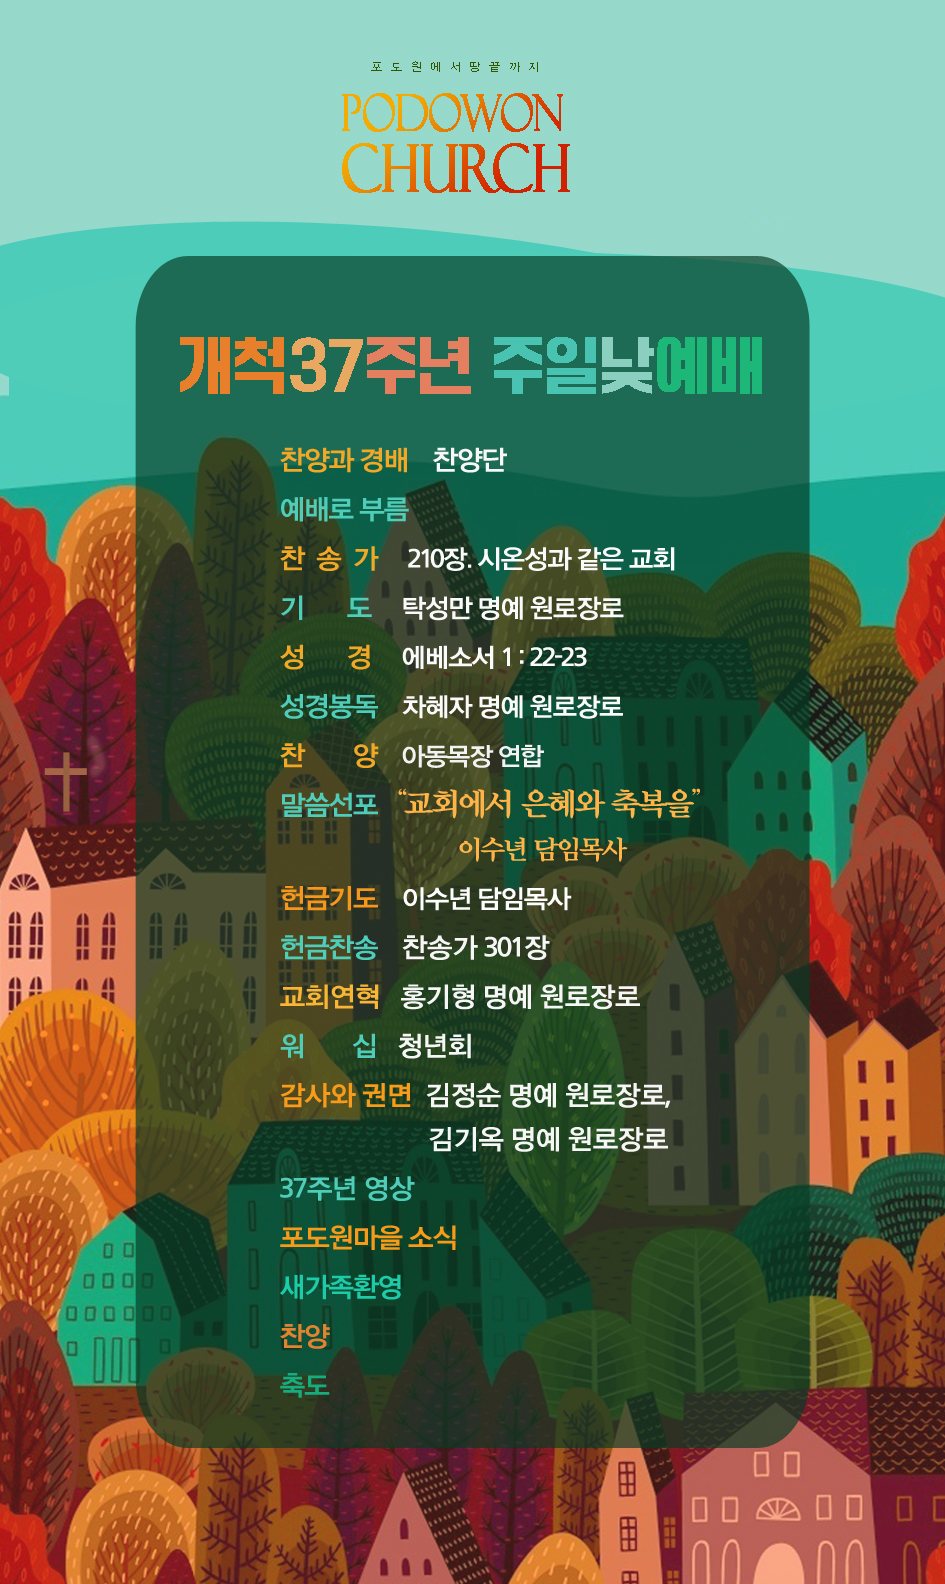 포도원에서땅끝까지
PODOWON
CHURCH
개척37주년 주일낮예배
찬양과 경배 찬양단
예배로 부름
찬 송 가 210장. 시온성과 같은 교회
기 도 탁성만 명예 원로장로
성 경 에베소서 1 : 22-23
성경봉독 차혜자 명예 원로장로
찬 양 아동목장 연합
말씀선포 “교회에서 은혜와 축복을”
이수년 담임목사
헌금기도 이수년 담임목사
헌금찬송 찬송가 301장
교회연혁 홍기형 명예 원로장로
워 십 청년회
감사와 권면 김정순 명예 원로장로,
김기옥 명예 원로장로
37주년 영상
포도원마을 소식
새가족환영
찬양
축도